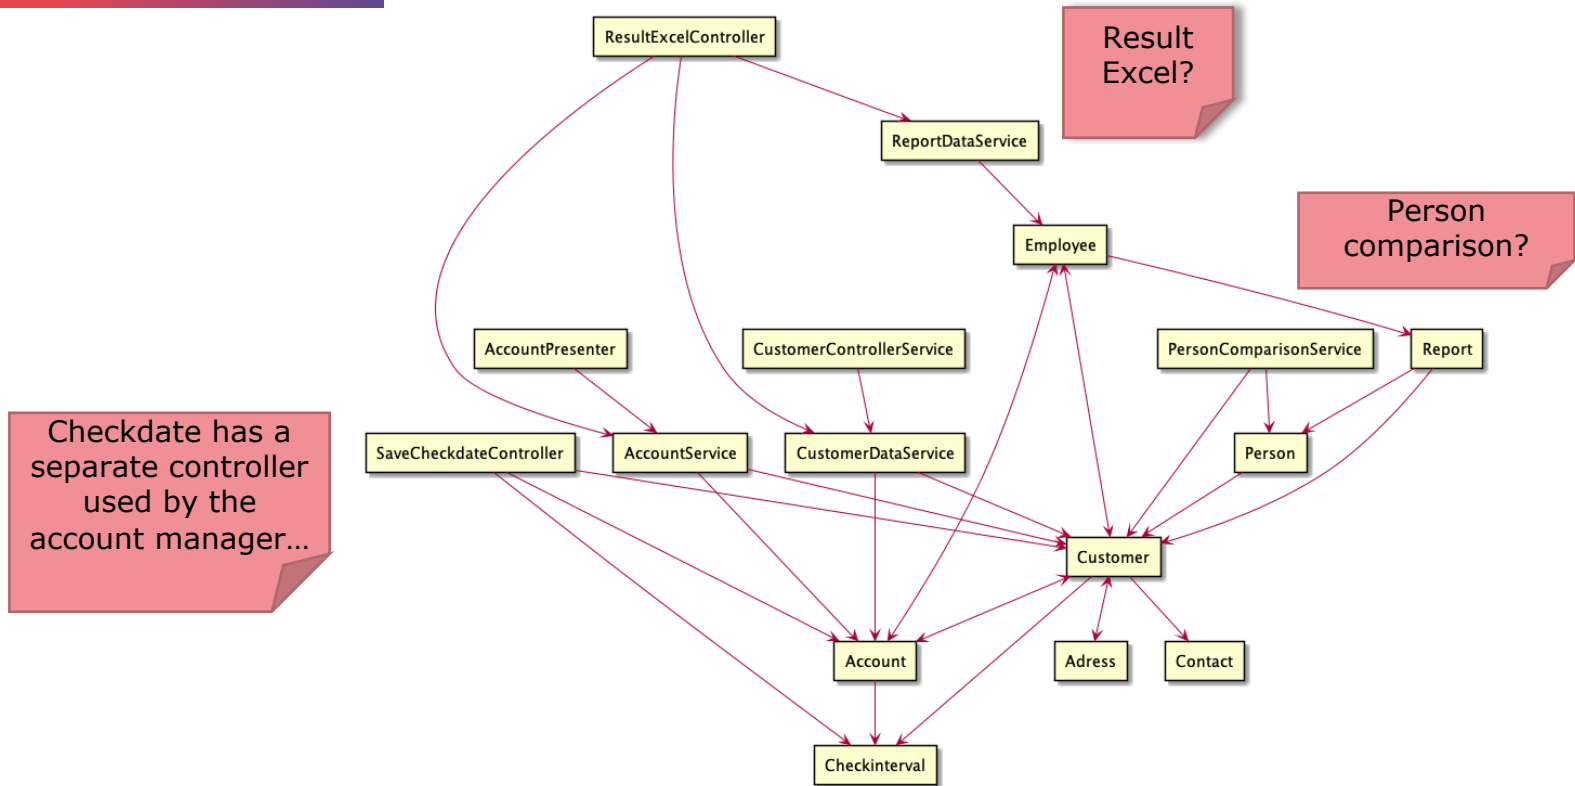 ResultExcelController
Result
Excel?
ReportDataService
Person
comparison?
Employee
AccountPresenter
CustomerControllerService
PersonComparisonService
Report
Checkdate has a
separate controller
used by the
account manager…
SaveCheckdateController
AccountService
CustomerDataService
Person
Customer
Account
Adress
Contact
Checkinterval